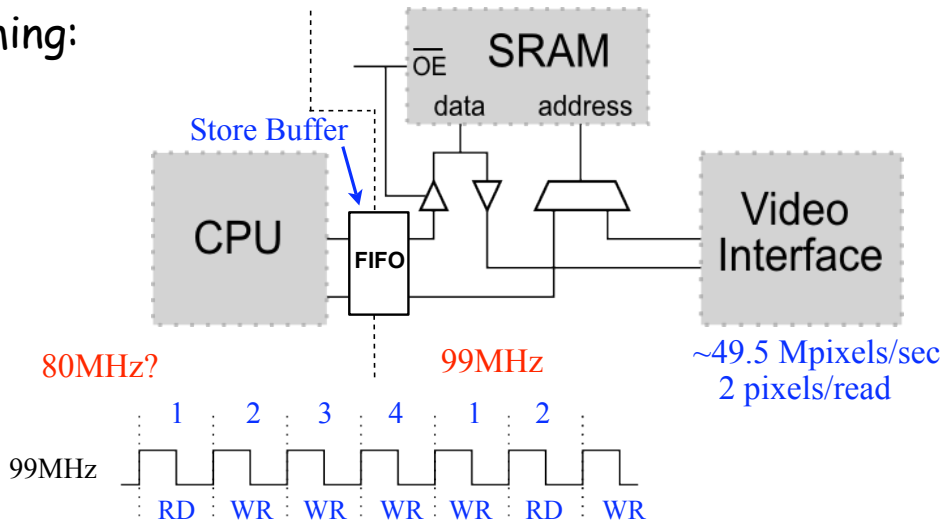 ning:
OE SRAM
data address
Store Buffer
CPU
FIFO
Video
Interface
80MHz?
99MHz
~49.5 Mpixels/sec
2 pixels/read
1 2 3 4 1 2
99MHz
RD WR WR WR WR RD WR